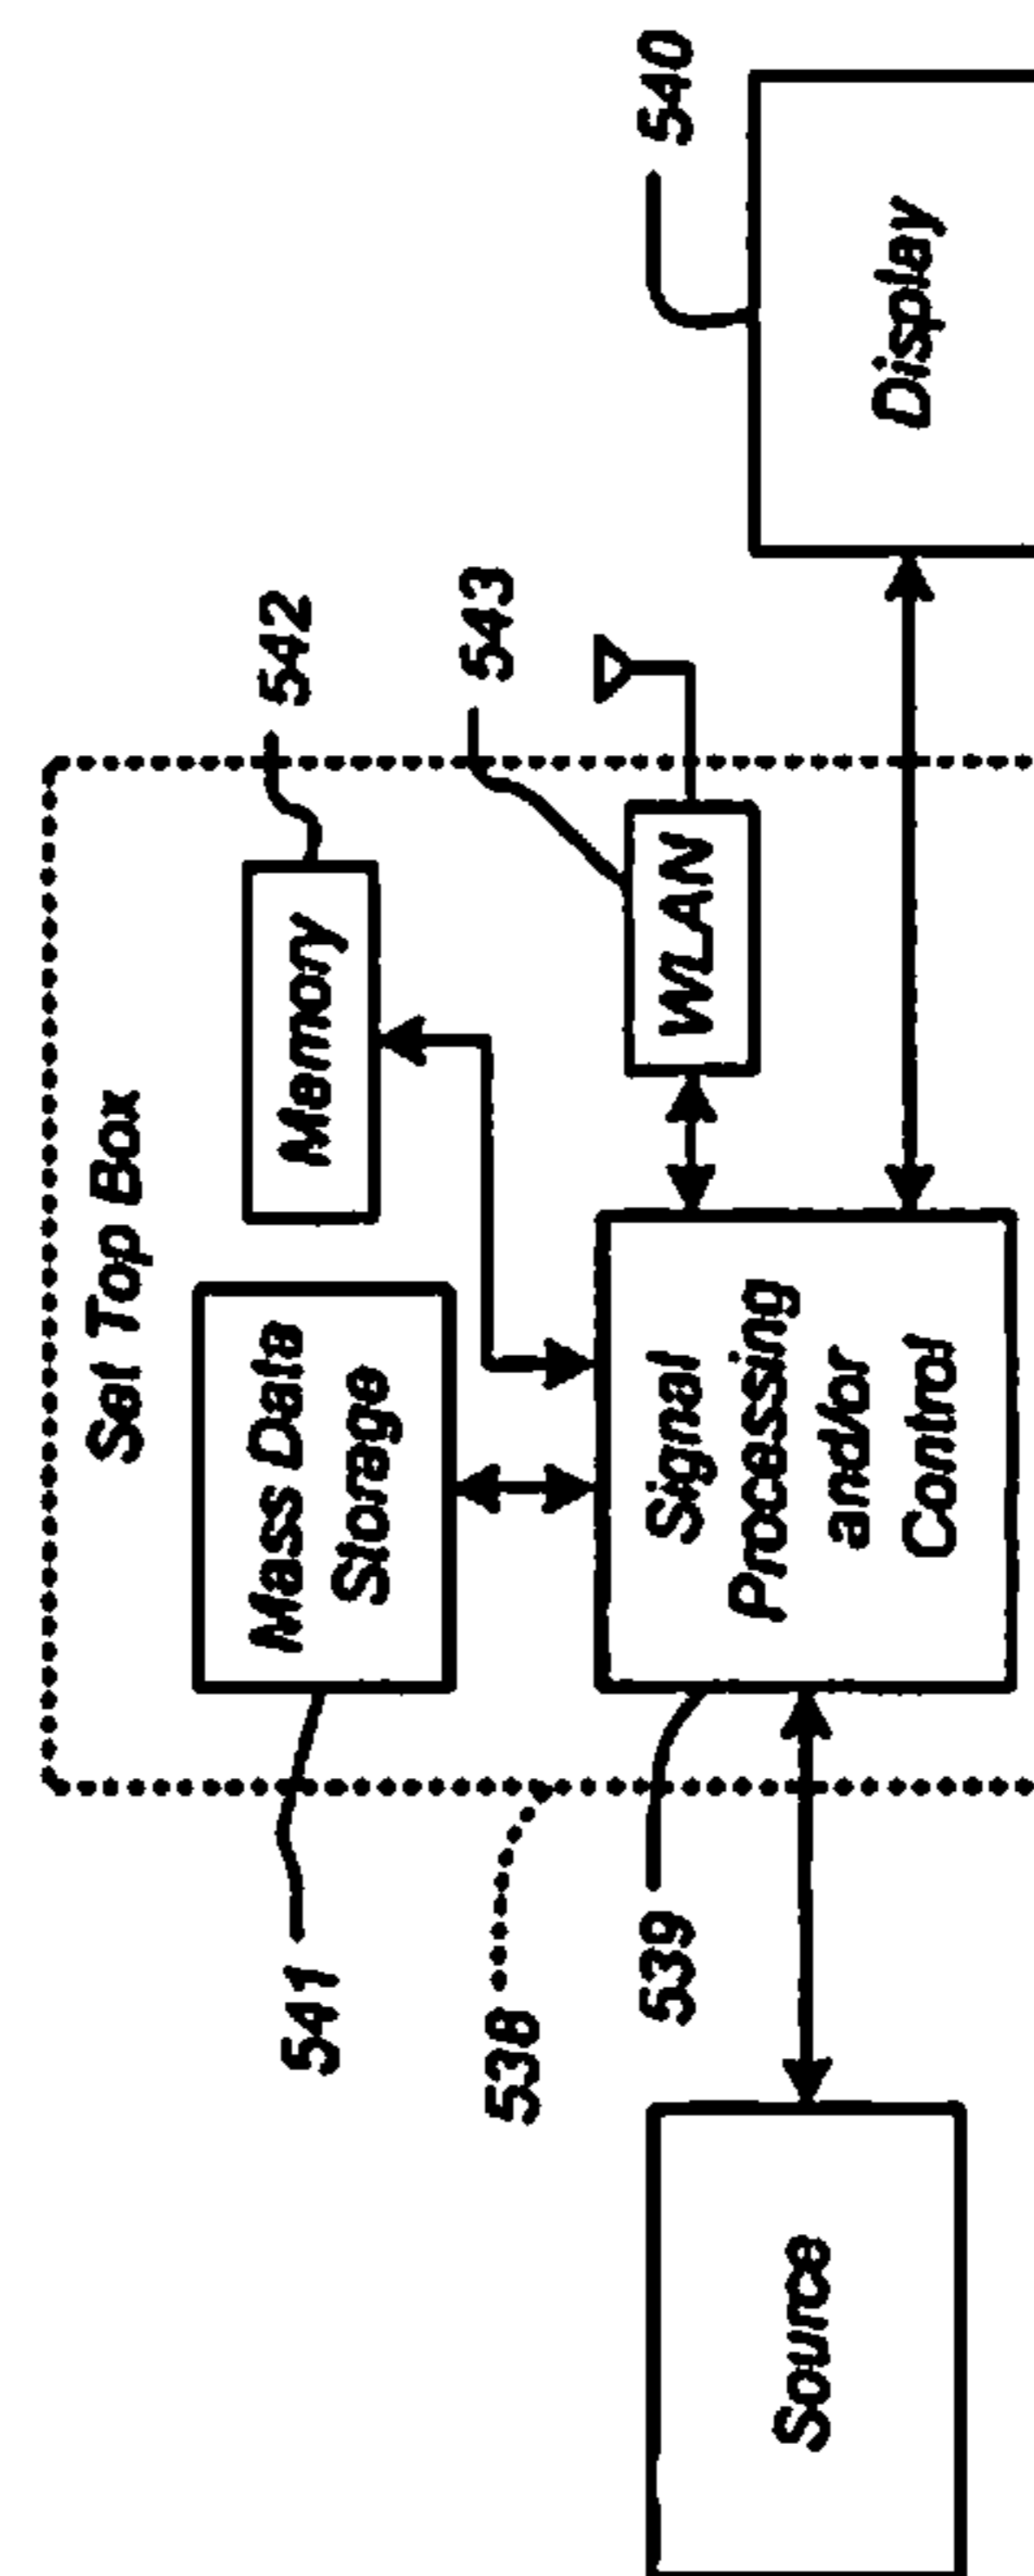 Set Top Box
541
Mass Data
Storage
Memory
542
538
543
539
Signal
Processing
and/or
Control
WLAN
540
Source
Display